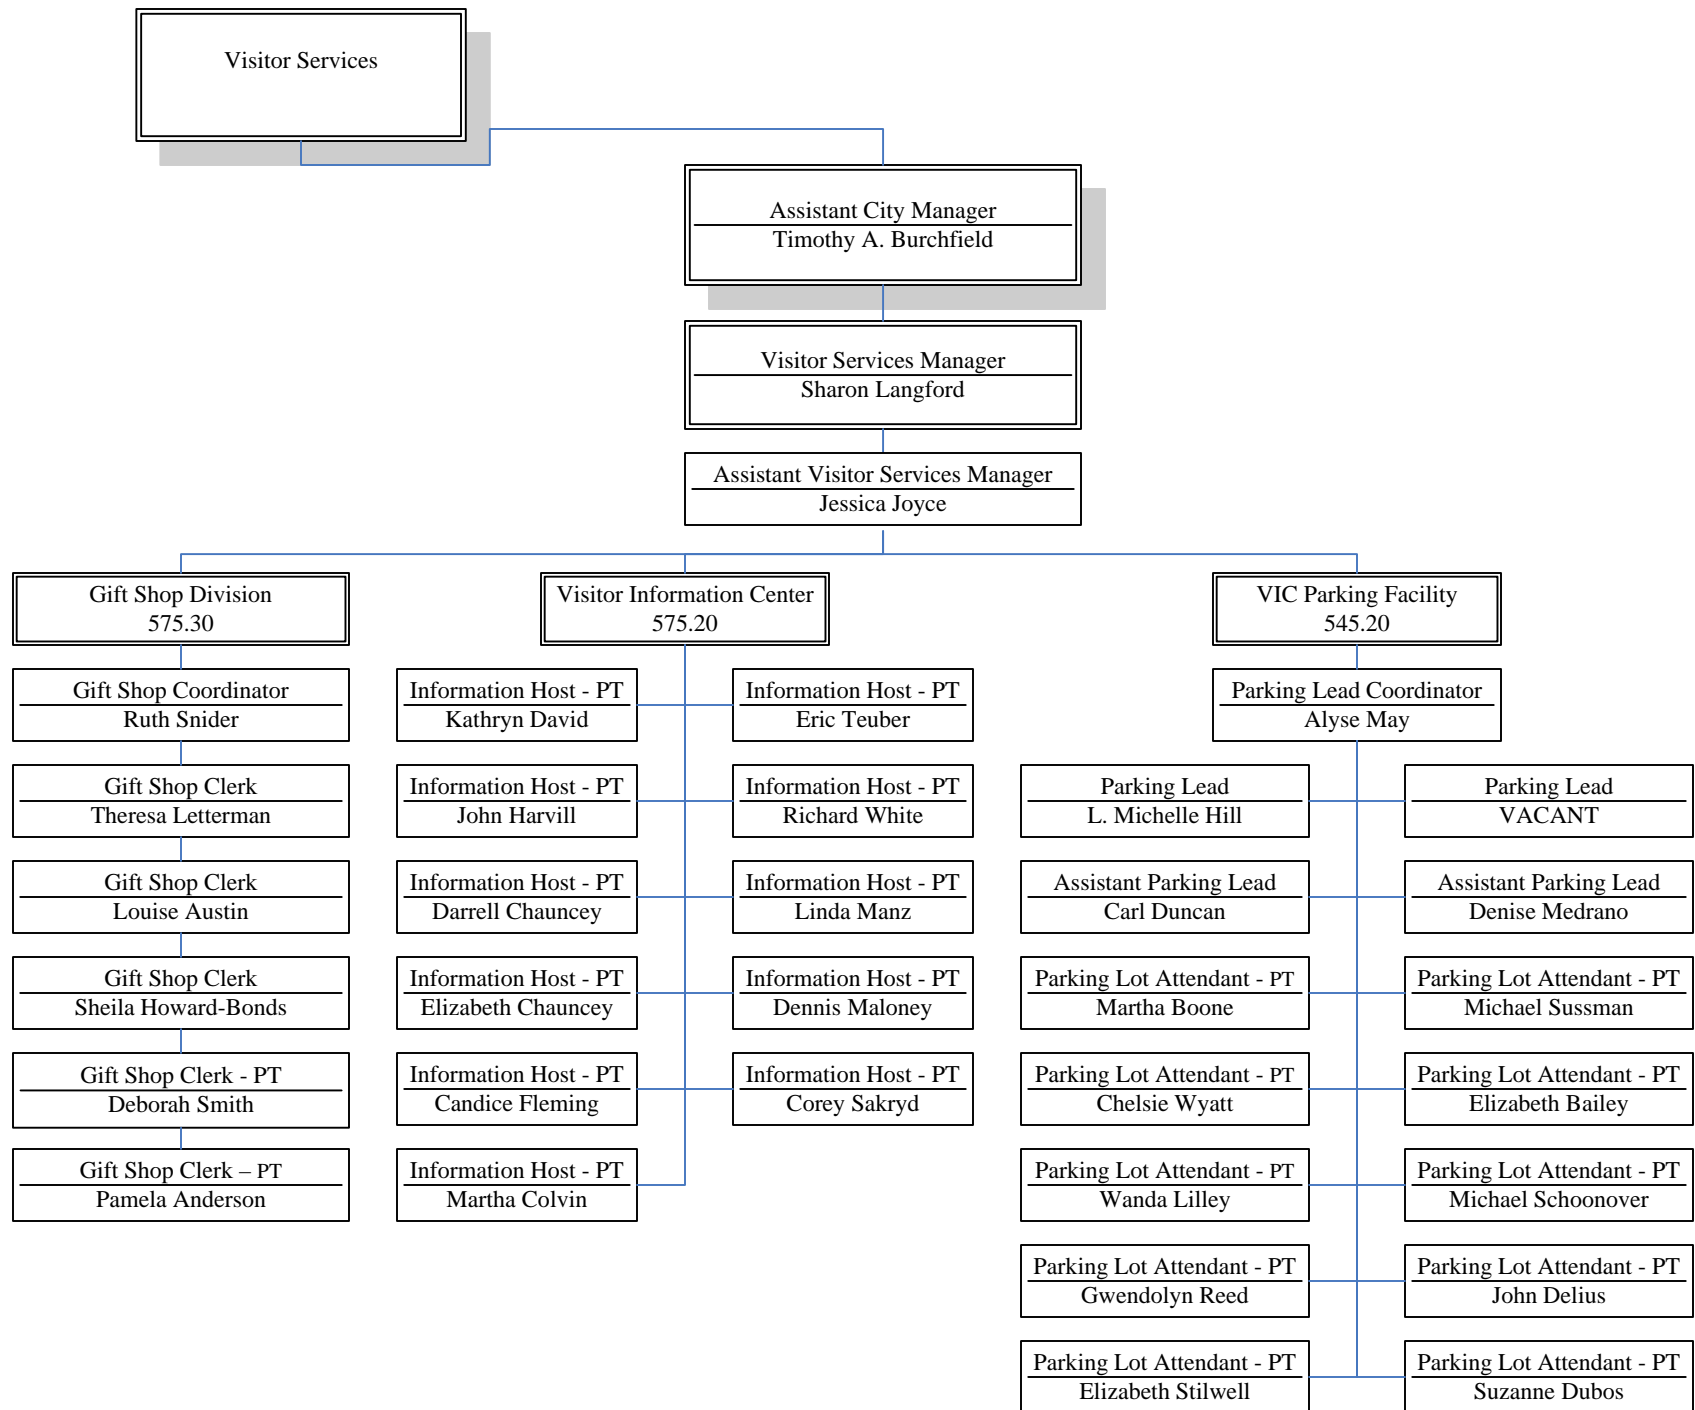 Visitor Services
Assistant City Manager
Timothy A. Burchfield
Visitor Services Manager
Sharon Langford
Assistant Visitor Services Manager
Jessica Joyce
Gift Shop Division
575.30
Gift Shop Coordinator
Ruth Snider
Gift Shop Clerk
Theresa Letterman
Gift Shop Clerk
Louise Austin
Gift Shop Clerk
Sheila Howard-Bonds
Gift Shop Clerk - PT
Deborah Smith
Gift Shop Clerk – PT
Pamela Anderson
Visitor Information Center
575.20
Information Host - PT
Kathryn David
Information Host - PT
Eric Teuber
Information Host - PT
John Harvill
Information Host - PT
Richard White
Information Host - PT
Darrell Chauncey
Information Host - PT
Linda Manz
Information Host - PT
Elizabeth Chauncey
Information Host - PT
Dennis Maloney
Information Host - PT
Candice Fleming
Information Host - PT
Corey Sakryd
Information Host - PT
Martha Colvin
VIC Parking Facility
545.20
Parking Lead Coordinator
Alyse May
Parking Lead
L. Michelle Hill
Parking Lead
VACANT
Assistant Parking Lead
Carl Duncan
Assistant Parking Lead
Denise Medrano
Parking Lot Attendant - PT
Martha Boone
Parking Lot Attendant - PT
Michael Sussman
Parking Lot Attendant - PT
Chelsie Wyatt
Parking Lot Attendant - PT
Elizabeth Bailey
Parking Lot Attendant - PT
Wanda Lilley
Parking Lot Attendant - PT
Michael Schoonover
Parking Lot Attendant - PT
Gwendolyn Reed
Parking Lot Attendant - PT
John Delius
Parking Lot Attendant - PT
Elizabeth Stilwell
Parking Lot Attendant - PT
Suzanne Dubos